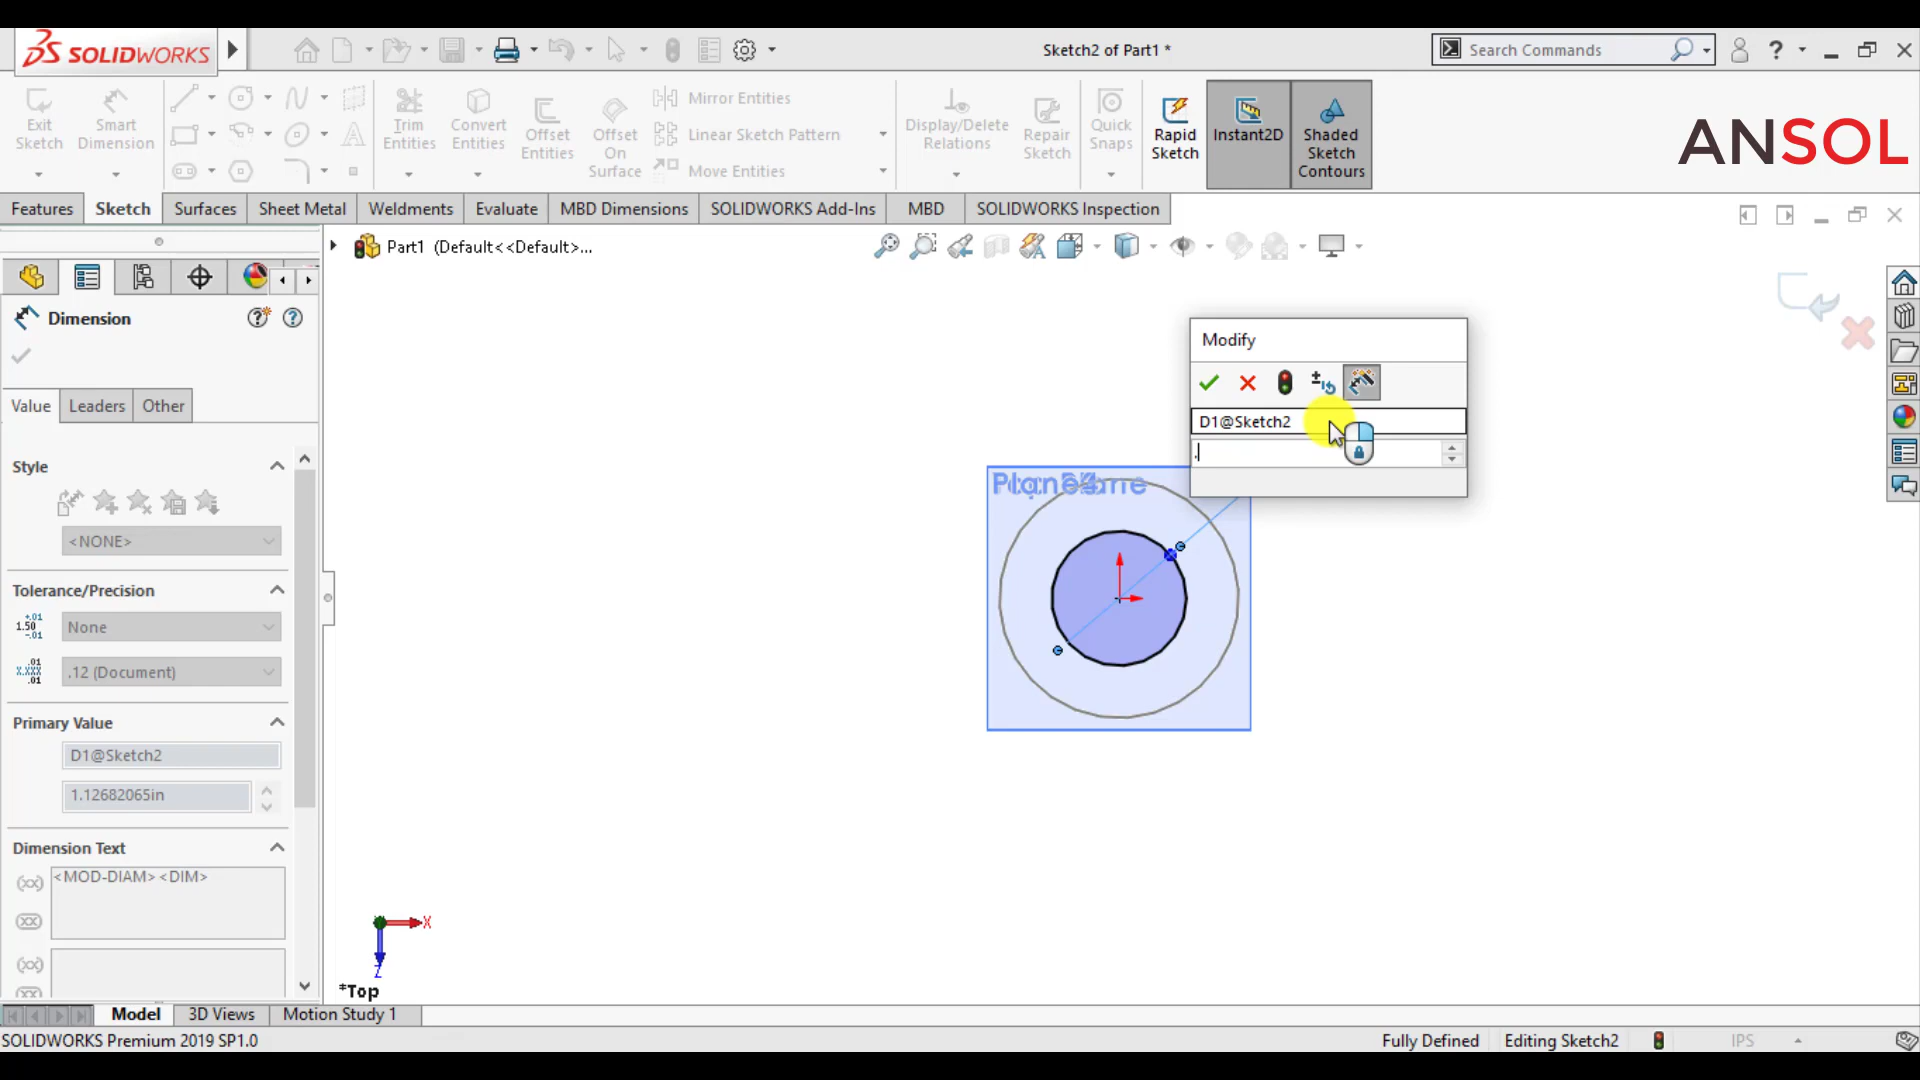 SOLIDWORKS
Sketch2 of Part1 *
Search Commands
?
Exit Sketch
Smart Dimension
Trim Entities
Convert Entities
Offset Entities
Offset On Surface
Mirror Entities
Linear Sketch Pattern
Move Entities
Display/Delete Relations
Repair Sketch
Quick Snaps
Rapid Sketch
Instant2D
Shaded Sketch Contours
ANSOL
Features
Sketch
Surfaces
Sheet Metal
Weldments
Evaluate
MBD Dimensions
SOLIDWORKS Add-Ins
MBD
SOLIDWORKS Inspection
Part1 (Default<<Default>...
Dimension
Value
Leaders
Other
Style
<NONE>
Tolerance/Precision
None
.12 (Document)
Primary Value
D1@Sketch2
1.12682065in
Dimension Text
<MOD-DIAM><DIM>
Modify
D1@Sketch2
.
X
Z
*Top
Model
3D Views
Motion Study 1
SOLIDWORKS Premium 2019 SP1.0
Fully Defined
Editing Sketch2
IPS